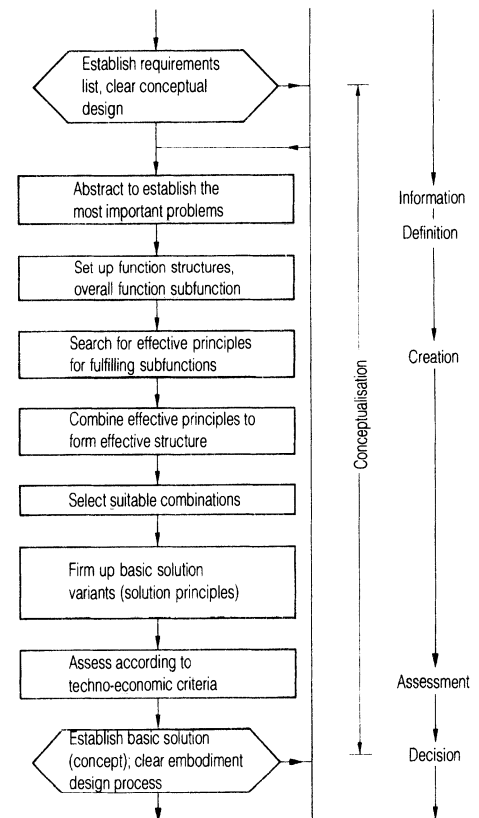 Establish requirements
list, clear conceptual
design
Abstract to establish the
most important problems
Set up function structures,
overall function subfunction
Search for effective principles
for fulfilling subfunctions
Combine effective principles to
form effective structure
Select suitable combinations
Firm up basic solution
variants (solution principles)
Assess according to
techno-economic criteria
Establish basic solution
(concept); clear embodiment
design process
Conceptualisation
Information
Definition
Creation
Assessment
Decision